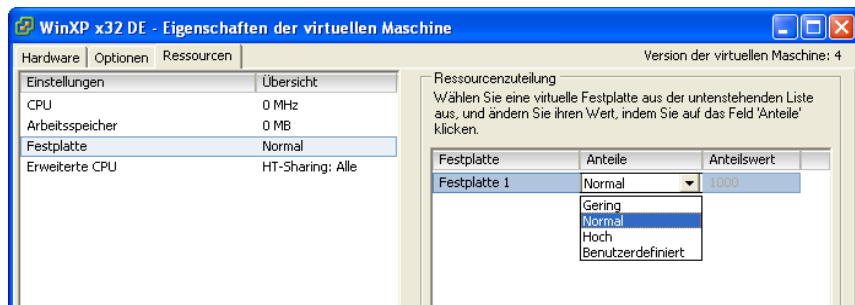 WinXP x32 DE - Eigenschaften der virtuellen Maschine
Hardware Optionen Ressourcen Version der virtuellen Maschine: 4
Einstellungen Übersicht
CPU 0 MHz
Arbeitsspeicher 0 MB
Festplatte Normal
Erweiterte CPU HT-Sharing: Alle
Ressourcenzuteilung
Wählen Sie eine virtuelle Festplatte aus der untenstehenden Liste
aus, und ändern Sie ihren Wert, indem Sie auf das Feld 'Anteile'
klicken.
Festplatte Anteile Anteilswert
Festplatte 1 Normal 1000
Gering
Normal
Hoch
Benutzerdefiniert